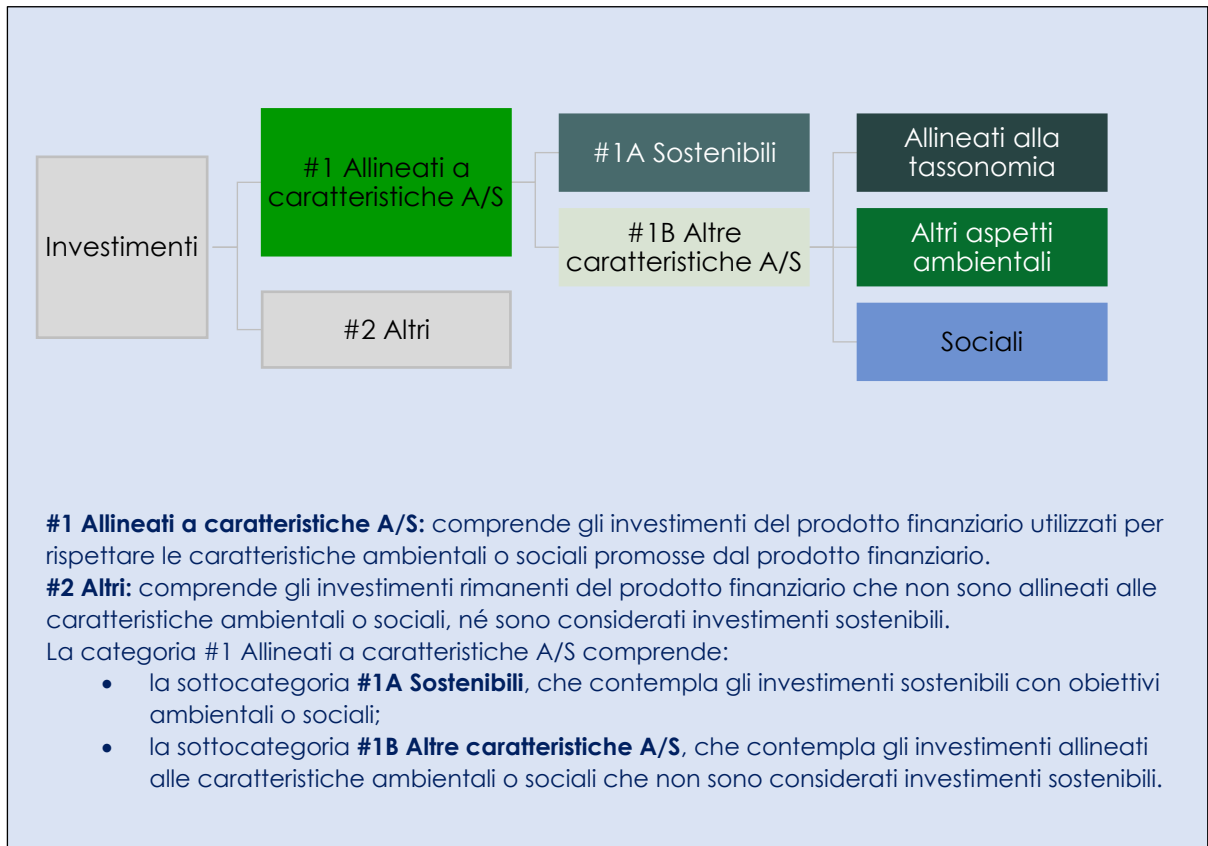 Investimenti
#1 Allineati a
caratteristiche A/S
#2 Altri
#1A Sostenibili
#1B Altre
caratteristiche A/S
Allineati alla
tassonomia
Altri aspetti
ambientali
Sociali
#1 Allineati a caratteristiche A/S: comprende gli investimenti del prodotto finanziario utilizzati per
rispettare le caratteristiche ambientali o sociali promosse dal prodotto finanziario.
#2 Altri: comprende gli investimenti rimanenti del prodotto finanziario che non sono allineati alle
caratteristiche ambientali o sociali, né sono considerati investimenti sostenibili.
La categoria #1 Allineati a caratteristiche A/S comprende:
• la sottocategoria #1A Sostenibili, che contempla gli investimenti sostenibili con obiettivi
ambientali o sociali;
• la sottocategoria #1B Altre caratteristiche A/S, che contempla gli investimenti allineati
alle caratteristiche ambientali o sociali che non sono considerati investimenti sostenibili.